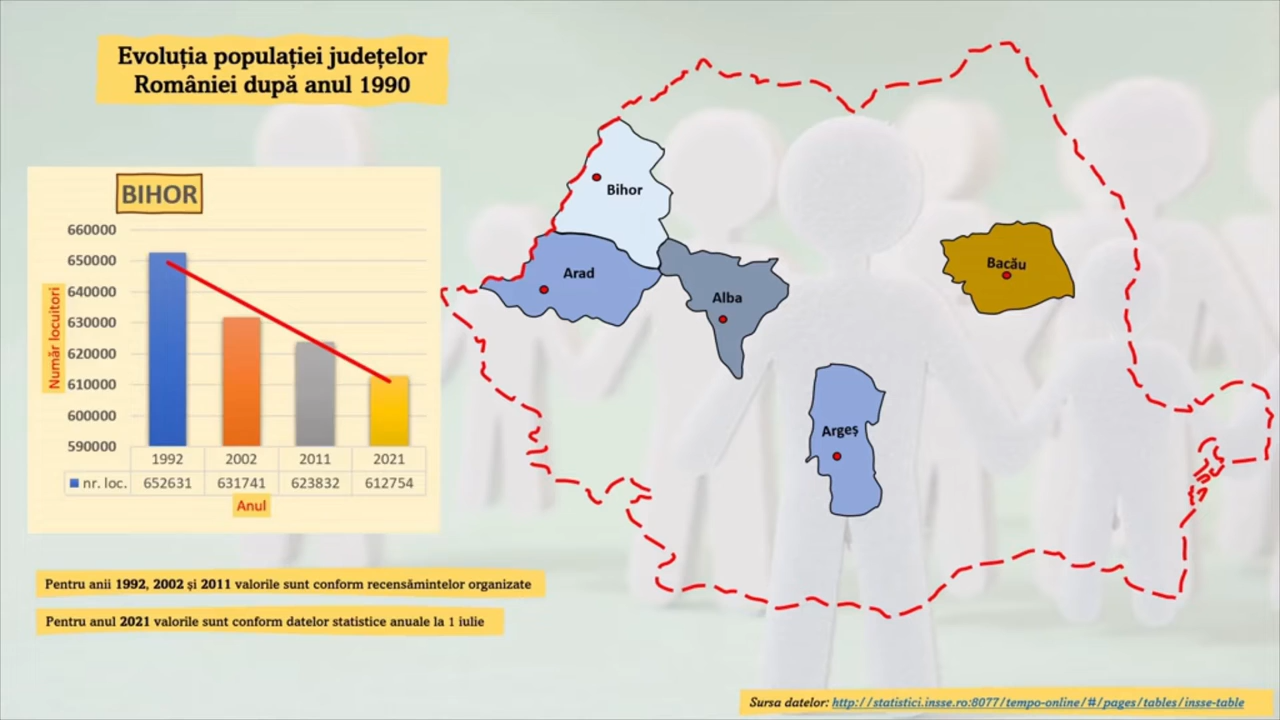 Evoluția populației județelor
României după anul 1990
BIHOR
660000
650000
640000
630000
620000
610000
600000
590000
Număr locuitori
1992 2002 2011 2021
nr. loc. 652631 631741 623832 612754
Anul
Bihor
Arad
Alba
Bacău
Argeș
Pentru anii 1992, 2002 și 2011 valorile sunt conform recensămintelor organizate
Pentru anul 2021 valorile sunt conform datelor statistice anuale la 1 iulie
Sursa datelor: http://statistici.insse.ro:8077/tempo-online/#/pages/tables/insse-table